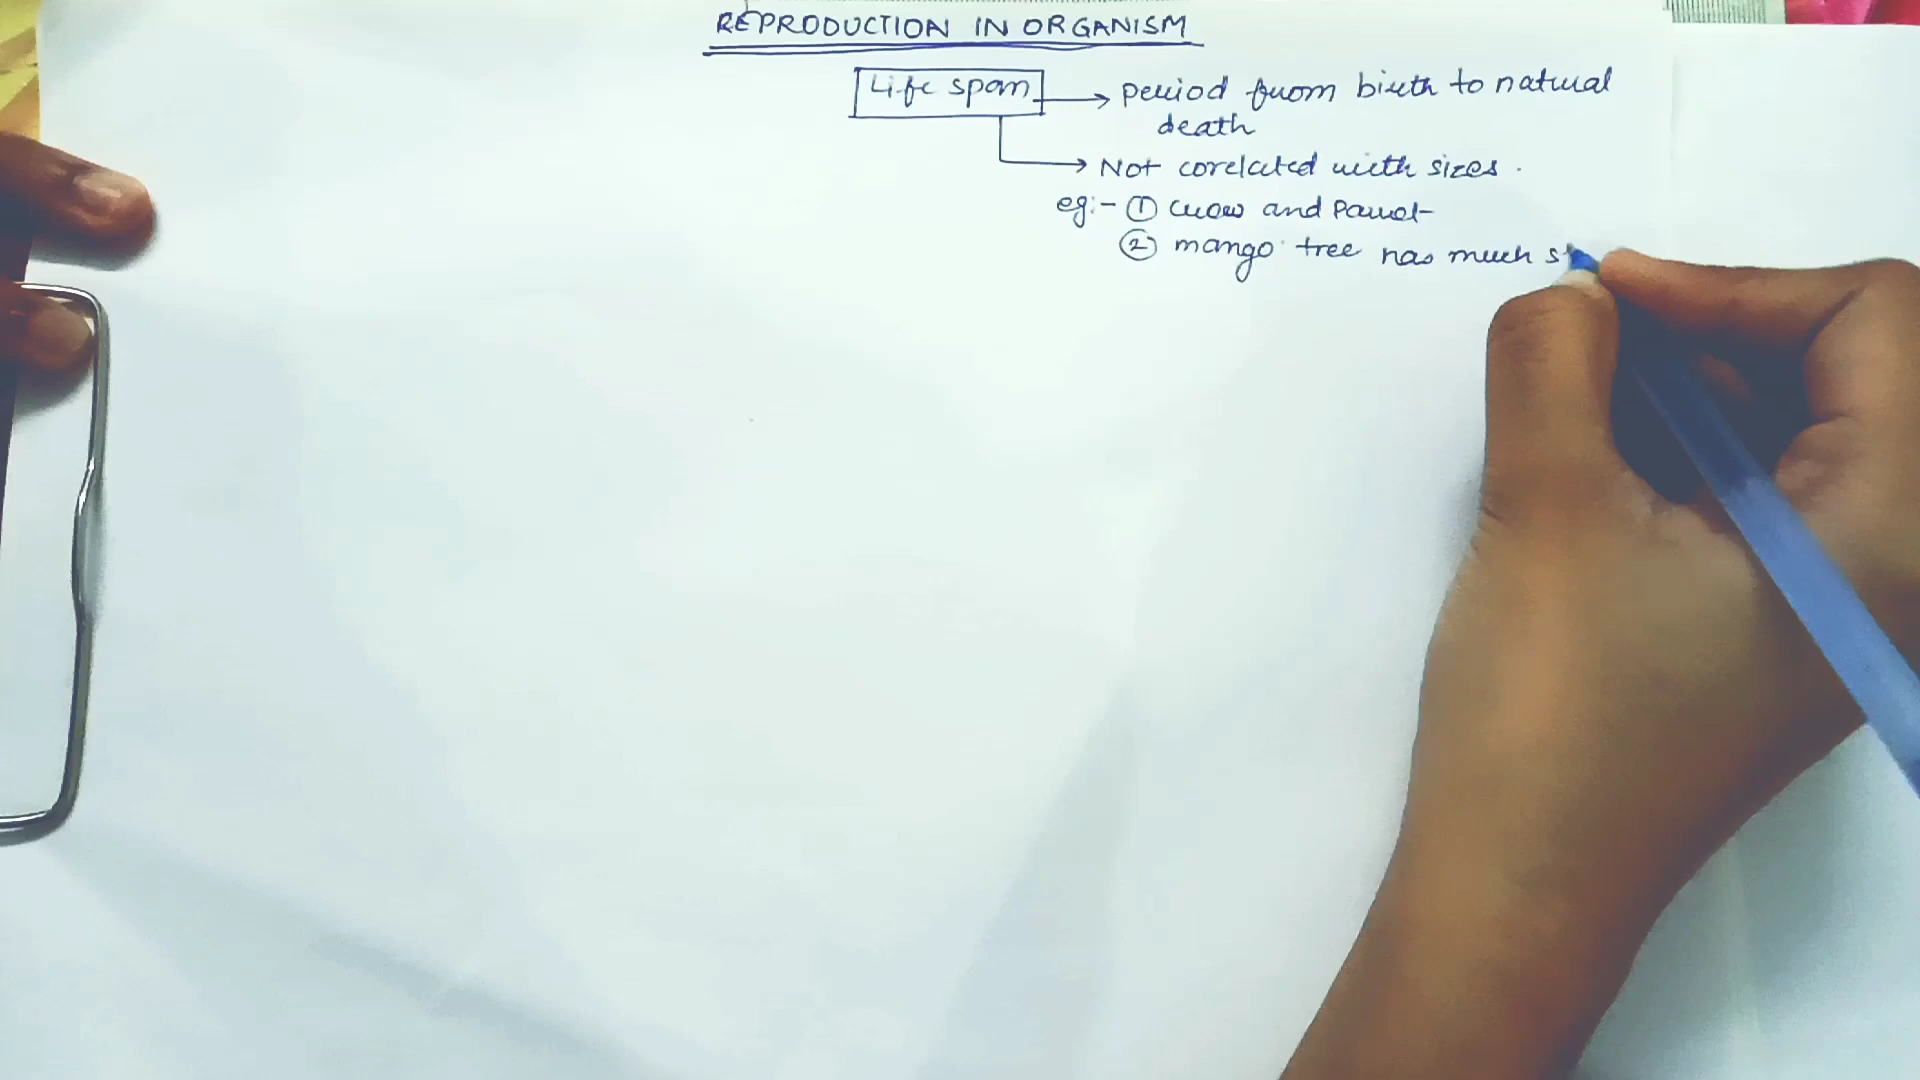 REPRODUCTION IN ORGANISM
Life span → Period from birth to natural
death
→ Not corelated with sizes.
eg:- ① Crow and Parrot
② mango tree has much